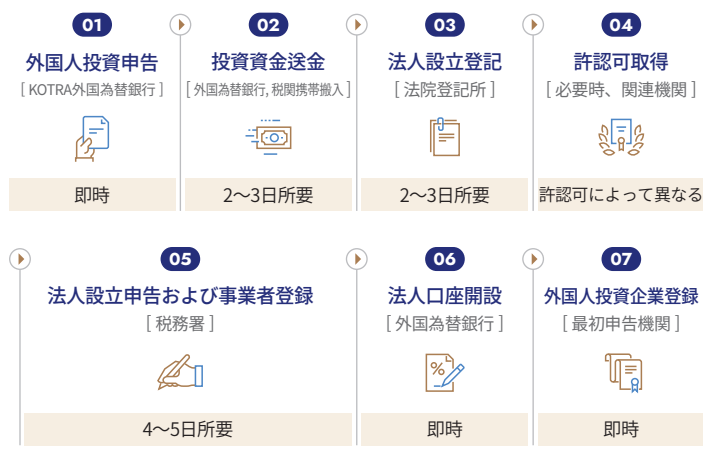 01
外国人投資申告
[ KOTRA外国為替銀行 ]
即時
02
投資資金送金
[ 外国為替銀行, 税関携帯搬入 ]
2〜3日所要
03
法人設立登記
[ 法院登記所 ]
2〜3日所要
04
許認可取得
[ 必要時、関連機関 ]
許認可によって異なる
05
法人設立申告および事業者登録
[ 税務署 ]
4〜5日所要
06
法人口座開設
[ 外国為替銀行 ]
%
即時
07
外国人投資企業登録
[ 最初申告機関 ]
即時